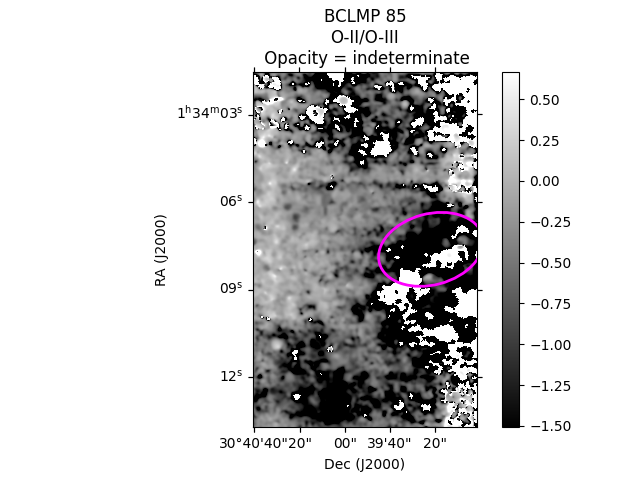 BCLMP 85
O-II/O-III
Opacity = indeterminate
1ʰ34ᵐ03ˢ
06ˢ
09ˢ
12ˢ
RA (J2000)
30°40'40"20" 00" 39'40" 20"
Dec (J2000)
0.50
0.25
0.00
−0.25
−0.50
−0.75
−1.00
−1.25
−1.50